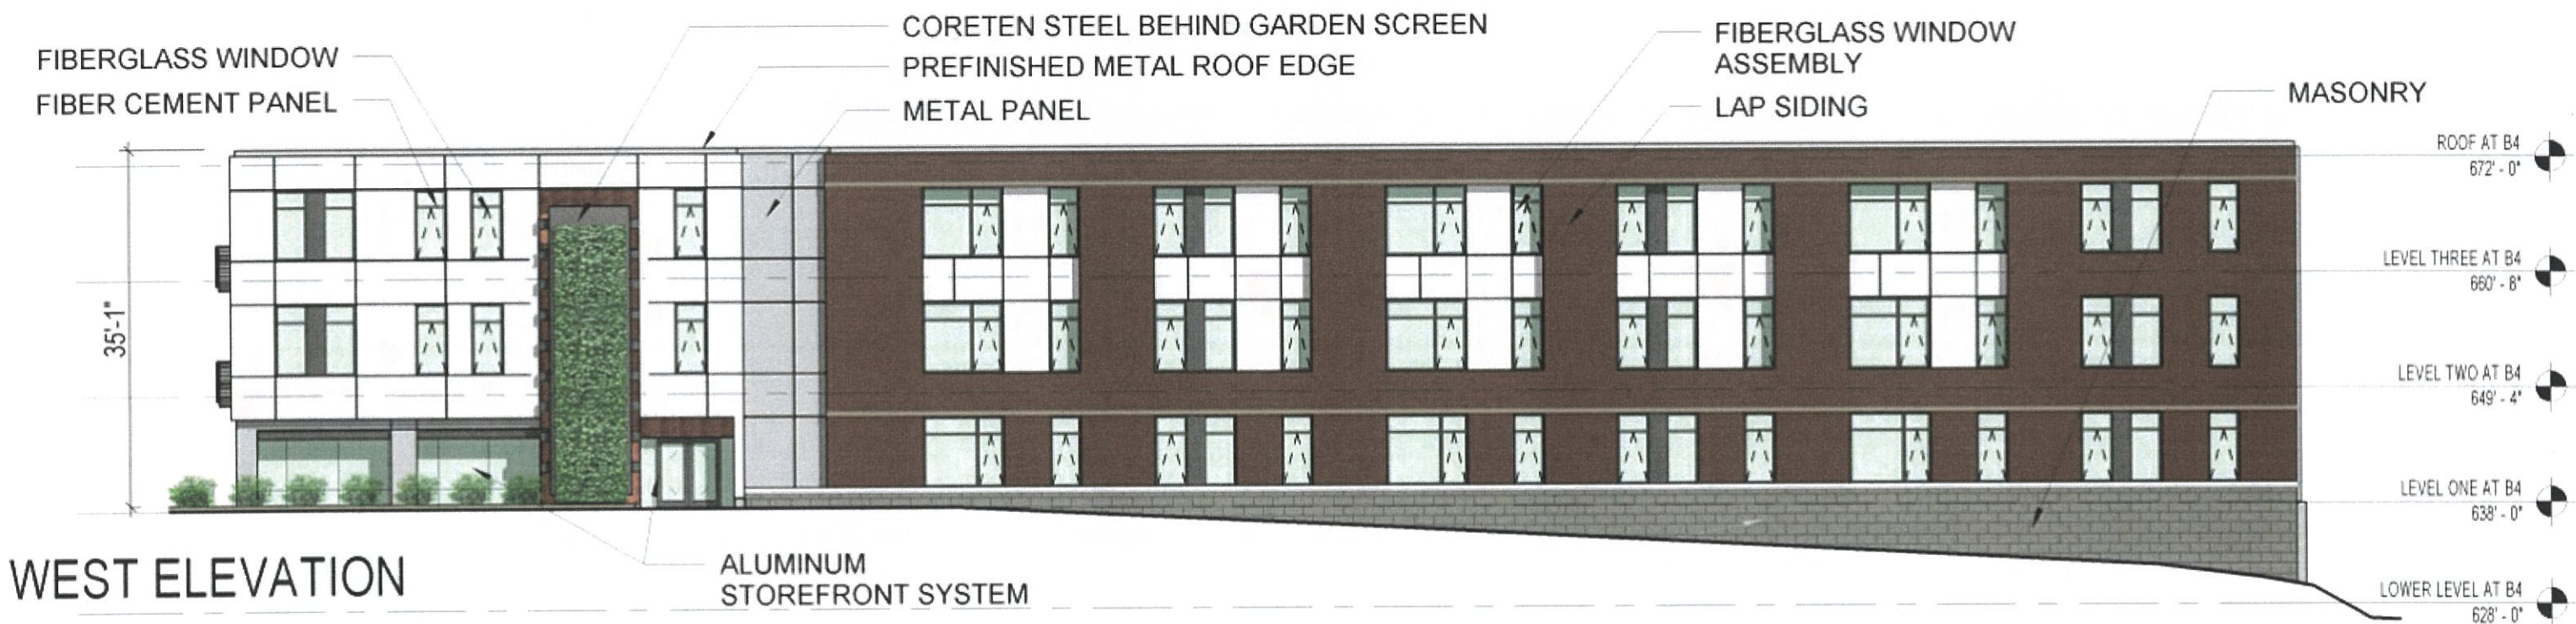 CORETEN STEEL BEHIND GARDEN SCREEN
FIBERGLASS WINDOW
PREFINISHED METAL ROOF EDGE
FIBER CEMENT PANEL
METAL PANEL
FIBERGLASS WINDOW
ASSEMBLY
LAP SIDING
MASONRY
ROOF AT B4
672' - 0"
LEVEL THREE AT B4
660' - 8"
35'-1"
LEVEL TWO AT B4
649' - 4"
LEVEL ONE AT B4
638' - 0"
WEST ELEVATION
ALUMINUM
STOREFRONT SYSTEM
LOWER LEVEL AT B4
628' - 0"